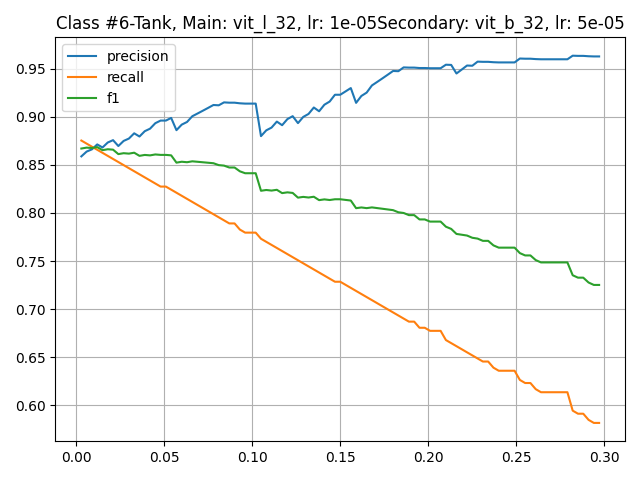 Class #6-Tank, Main: vit_l_32, lr: 1e-05Secondary: vit_b_32, lr: 5e-05
precision
recall
f1
0.95
0.90
0.85
0.80
0.75
0.70
0.65
0.60
0.00 0.05 0.10 0.15 0.20 0.25 0.30